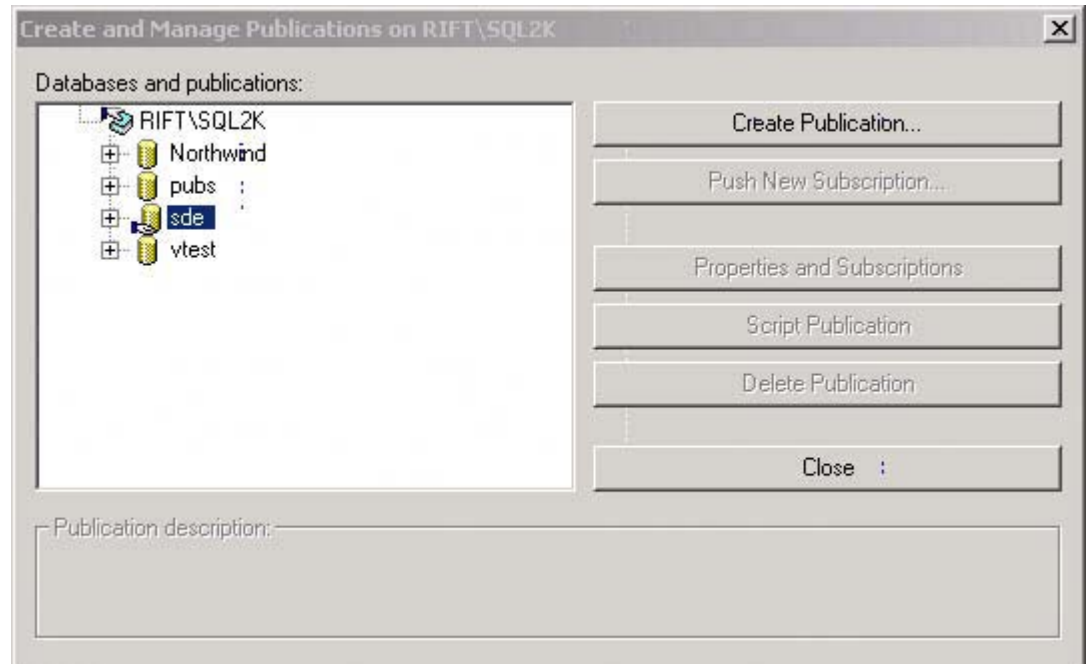 Create and Manage Publications on RIFT\SQL2K
Databases and publications:
RIFT\SQL2K
Northwind
pubs
sde
vtest
Create Publication...
Push New Subscription...
Properties and Subscriptions
Script Publication
Delete Publication
Close
Publication description: